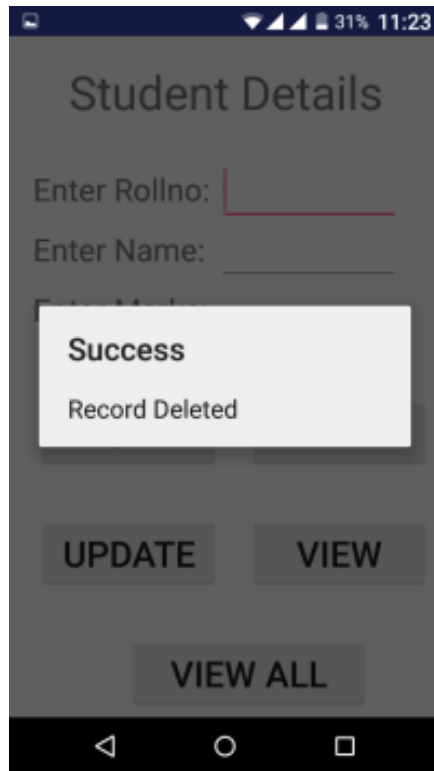 31% 11:23
Student Details
Enter Rollno:
Enter Name:
Success
Record Deleted
UPDATE VIEW
VIEW ALL